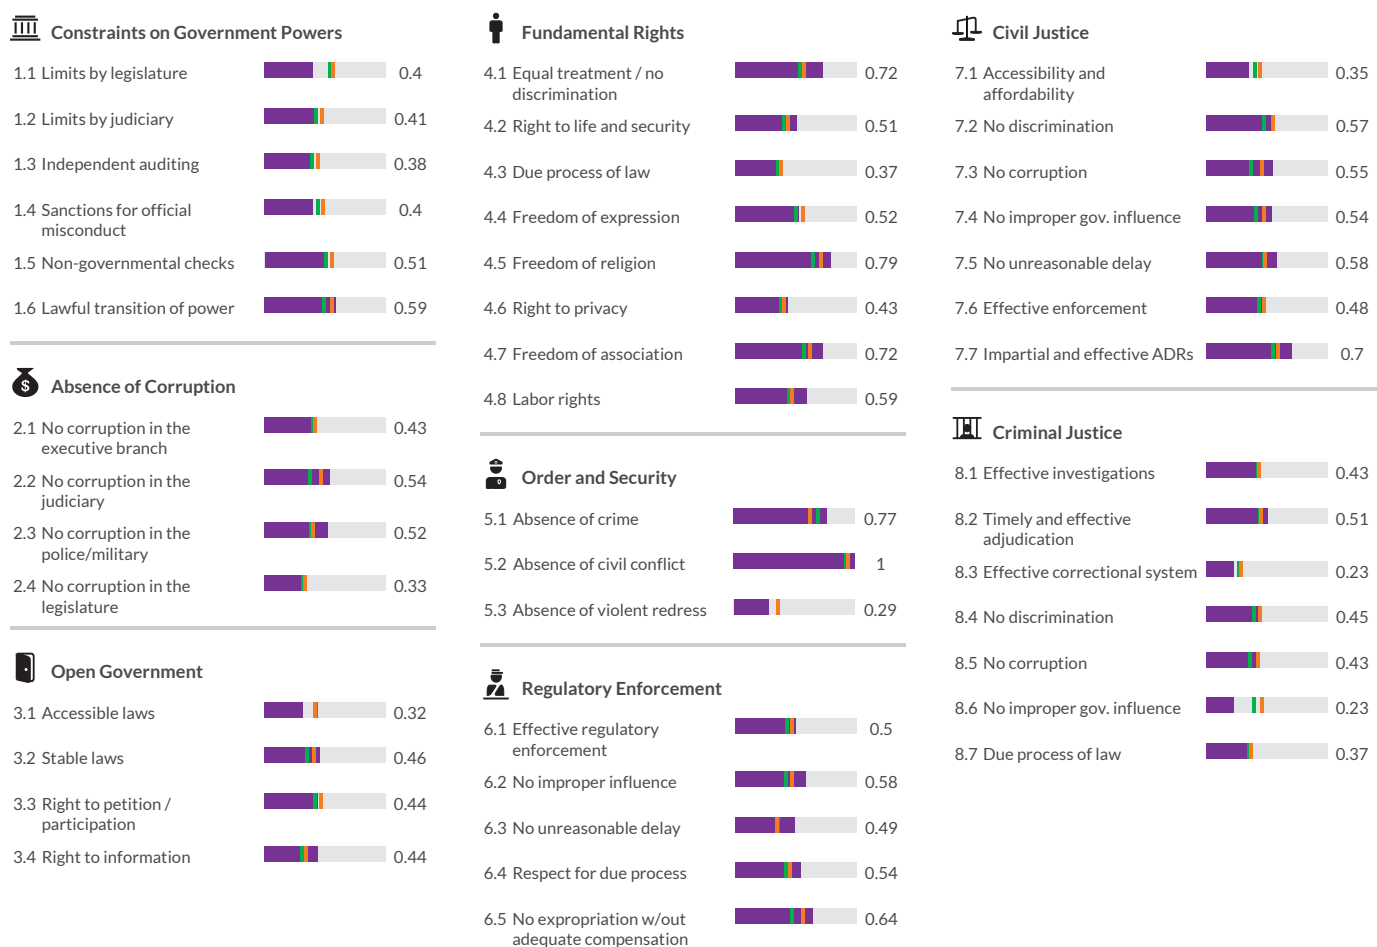 Constraints on Government Powers
1.1 Limits by legislature 0.4
1.2 Limits by judiciary 0.41
1.3 Independent auditing 0.38
1.4 Sanctions for official 0.4
misconduct
1.5 Non-governmental checks 0.51
1.6 Lawful transition of power 0.59
$ Absence of Corruption
2.1 No corruption in the 0.43
executive branch
2.2 No corruption in the 0.54
judiciary
2.3 No corruption in the 0.52
police/military
2.4 No corruption in the 0.33
legislature
Open Government
3.1 Accessible laws 0.32
3.2 Stable laws 0.46
3.3 Right to petition / 0.44
participation
3.4 Right to information 0.44
Fundamental Rights
4.1 Equal treatment / no 0.72
discrimination
4.2 Right to life and security 0.51
4.3 Due process of law 0.37
4.4 Freedom of expression 0.52
4.5 Freedom of religion 0.79
4.6 Right to privacy 0.43
4.7 Freedom of association 0.72
4.8 Labor rights 0.59
Order and Security
5.1 Absence of crime 0.77
5.2 Absence of civil conflict 1
5.3 Absence of violent redress 0.29
Regulatory Enforcement
6.1 Effective regulatory 0.5
enforcement
6.2 No improper influence 0.58
6.3 No unreasonable delay 0.49
6.4 Respect for due process 0.54
6.5 No expropriation w/out 0.64
adequate compensation
Civil Justice
7.1 Accessibility and 0.35
affordability
7.2 No discrimination 0.57
7.3 No corruption 0.55
7.4 No improper gov. influence 0.54
7.5 No unreasonable delay 0.58
7.6 Effective enforcement 0.48
7.7 Impartial and effective ADRs 0.7
Criminal Justice
8.1 Effective investigations 0.43
8.2 Timely and effective 0.51
adjudication
8.3 Effective correctional system 0.23
8.4 No discrimination 0.45
8.5 No corruption 0.43
8.6 No improper gov. influence 0.23
8.7 Due process of law 0.37